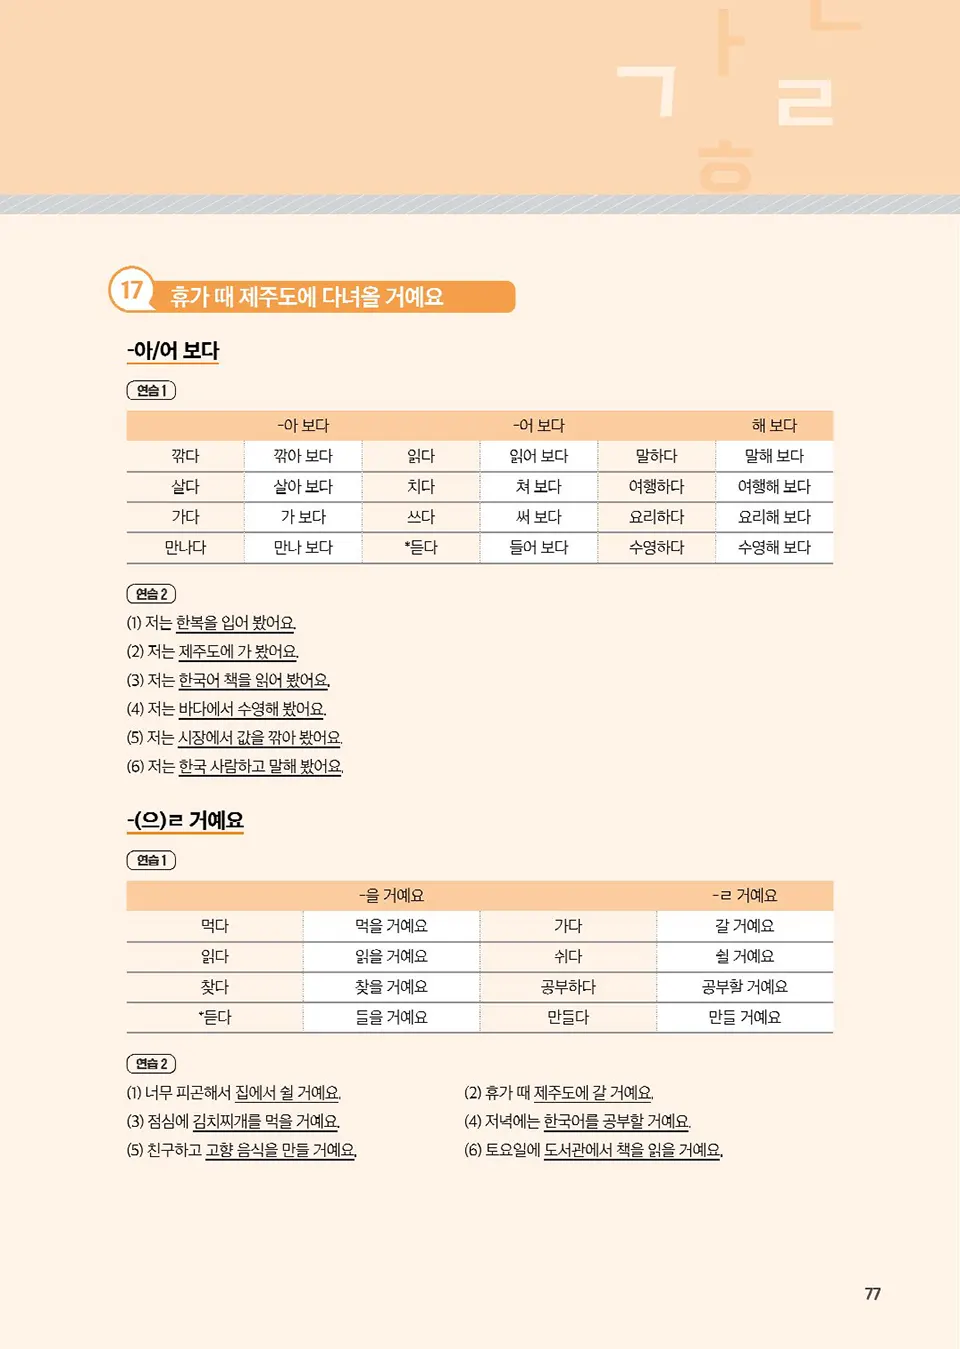 ㄱ ㅏ ㄴ ㄹ ㅎ
17 휴가 때 제주도에 다녀올 거예요
-아/어 보다
연습 1
-아 보다 -어 보다 해 보다
깎다 깎아 보다 읽다 읽어 보다 말하다 말해 보다
살다 살아 보다 치다 쳐 보다 여행하다 여행해 보다
가다 가 보다 쓰다 써 보다 요리하다 요리해 보다
만나다 만나 보다 *듣다 들어 보다 수영하다 수영해 보다
연습 2
(1) 저는 한복을 입어 봤어요.
(2) 저는 제주도에 가 봤어요.
(3) 저는 한국어 책을 읽어 봤어요.
(4) 저는 바다에서 수영해 봤어요.
(5) 저는 시장에서 값을 깎아 봤어요.
(6) 저는 한국 사람하고 말해 봤어요.
-(으)ㄹ 거예요
연습 1
-을 거예요 -ㄹ 거예요
먹다 먹을 거예요 가다 갈 거예요
읽다 읽을 거예요 쉬다 쉴 거예요
찾다 찾을 거예요 공부하다 공부할 거예요
*듣다 들을 거예요 만들다 만들 거예요
연습 2
(1) 너무 피곤해서 집에서 쉴 거예요. (2) 휴가 때 제주도에 갈 거예요.
(3) 점심에 김치찌개를 먹을 거예요. (4) 저녁에는 한국어를 공부할 거예요.
(5) 친구하고 고향 음식을 만들 거예요. (6) 토요일에 도서관에서 책을 읽을 거예요.
77